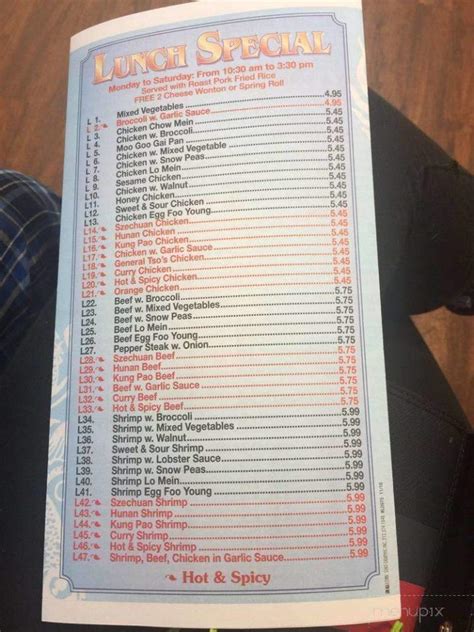 LUNCH SPECIAL
Monday to Saturday: From 10:30 am to 3:30 pm
Served with Roast Pork Fried Rice
FREE 2 Cheese Wonton or Spring Roll
L 1. Mixed Vegetables 4.95
L 2. Broccoli w. Garlic Sauce 4.95
L 3. Chicken Chow Mein 5.45
L 4. Chicken w. Broccoli 5.45
L 5. Moo Goo Gai Pan 5.45
L 6. Chicken w. Mixed Vegetable 5.45
L 7. Chicken w. Snow Peas 5.45
L 8. Chicken Lo Mein 5.45
L 9. Sesame Chicken 5.45
L10. Chicken w. Walnut 5.45
L11. Honey Chicken 5.45
L12. Sweet & Sour Chicken 5.45
L13. Chicken Egg Foo Young 5.45
L14. Szechuan Chicken 5.45
L15. Hunan Chicken 5.45
L16. Kung Pao Chicken 5.45
L17. Chicken w. Garlic Sauce 5.45
L18. General Tso's Chicken 5.45
L19. Curry Chicken 5.45
L20. Hot & Spicy Chicken 5.45
L21. Orange Chicken 5.45
L22. Beef w. Broccoli 5.75
L23. Beef w. Mixed Vegetables 5.75
L24. Beef w. Snow Peas 5.75
L25. Beef Lo Mein 5.75
L26. Beef Egg Foo Young 5.75
L27. Pepper Steak w. Onion 5.75
L28. Szechuan Beef 5.75
L29. Hunan Beef 5.75
L30. Kung Pao Beef 5.75
L31. Beef w. Garlic Sauce 5.75
L32. Curry Beef 5.75
L33. Hot & Spicy Beef 5.75
L34. Shrimp w. Broccoli 5.99
L35. Shrimp w. Mixed Vegetables 5.99
L36. Shrimp w. Walnut 5.99
L37. Sweet & Sour Shrimp 5.99
L38. Shrimp w. Lobster Sauce 5.99
L39. Shrimp w. Snow Peas 5.99
L40. Shrimp Lo Mein 5.99
L41. Shrimp Egg Foo Young 5.99
L42. Szechuan Shrimp 5.99
L43. Hunan Shrimp 5.99
L44. Kung Pao Shrimp 5.99
L45. Curry Shrimp 5.99
L46. Hot & Spicy Shrimp 5.99
L47. Shrimp, Beef, Chicken in Garlic Sauce 5.99
Hot & Spicy
menupix